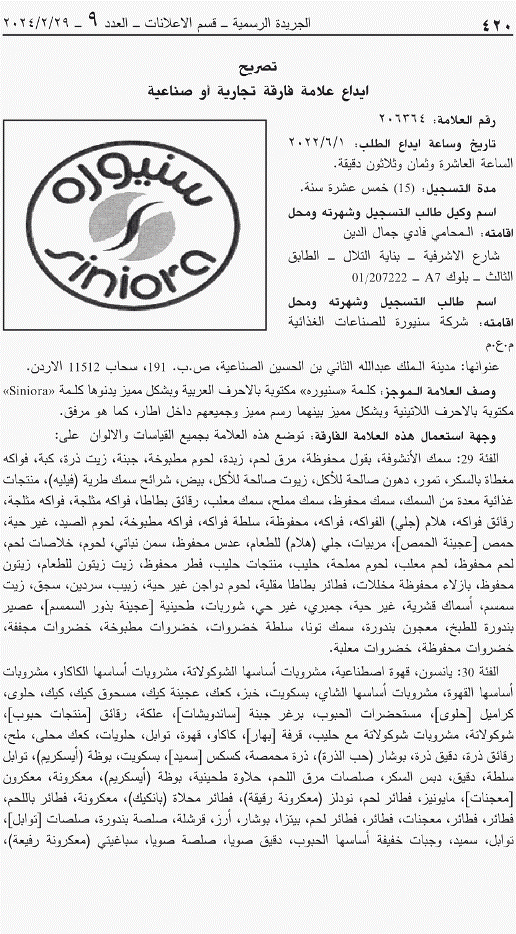 ٤٢٠ الجريدة الرسمية ـ قسم الاعلانات ـ العدد ٩ ـ ٢٠٢٤/٢/٢٩
تصريح
ايداع علامة فارقة تجارية أو صناعية
رقم العلامة: ٢٠٦٣٦٤
تاريخ وساعة ايداع الطلب: ٢٠٢٢/٦/١
الساعة العاشرة وثمان وثلاثون دقيقة.
مدة التسجيل: (15) خمس عشرة سنة.
اسم وكيل طالب التسجيل وشهرته ومحل
اقامته: الـمحامي فادي جمال الدين
شارع الاشرفية ـ بناية التلال ـ الطابق
الثالث ـ بلوك A7 ـ 01/207222
اسم طالب التسجيل وشهرته ومحل
اقامته: شركة سنيورة للصناعات الغذائية
م.ع.م
سنيوره
siniora
عنوانها: مدينة الـملك عبدالله الثاني بن الحسين الصناعية، ص.ب. 191، سحاب 11512 الاردن.
وصف العلامة الـموجز: كلـمة «سنيوره» مكتوبة بالاحرف العربية وبشكل مميز يدنوها كلـمة «Siniora»
مكتوبة بالاحرف اللاتينية وبشكل مميز بينهما رسم مميز وجميعهم داخل اطار، كما هو مرفق.
وجهة استعمال هذه العلامة الفارقة: توضع هذه العلامة بجميع القياسات والالوان على:
الفئة 29: سمك الأنشوفة، بقول محفوظة، مرق لحم، زبدة، لحوم مطبوخة، جبنة، زيت ذرة، كبة، فواكه
مغطاة بالسكر، تمور، دهن صالحة للأكل، زيوت صالحة للأكل، بيض، شرائح سمك طرية (فيليه)، منتجات
غذائية معدة من السمك، سمك محفوظ، سمك مملح، سمك معلب، رقائق بطاطا، فواكه مثلجة، فواكه مثلجة،
رقائق فواكه، هلام (جلي) الفواكه، فواكه، محفوظة، سلطة فواكه، فواكه مطبوخة، لحوم الصيد، غير حية،
حمص [عجينة الحمص]، مربيات، جلي (هلام) للطعام، عدس محفوظ، سمن نباتي، لحوم، خلاصات لحم،
لحم محفوظ، لحم معلب، لحوم مملحة، حليب، منتجات حليب، فطر محفوظ، زيت زيتون للطعام، زيتون
محفوظ، بازلاء محفوظة مخللات، فطائر بطاطا مقلية، لحوم دواجن غير حية، زبيب، سردين، سجق، زيت
سمسم، أسماك قشرية، غير حية، جمبري، غير حي، شوربات، طحينية [عجينة بذور السمسم]، عصير
بندورة للطبخ، معجون بندورة، سمك تونا، سلطة خضروات، خضروات مطبوخة، خضروات مجففة،
خضروات محفوظة، خضروات معلبة.
الفئة 30: يانسون، قهوة اصطناعية، مشروبات أساسها الشوكولاتة، مشروبات أساسها الكاكاو، مشروبات
أساسها القهوة، مشروبات أساسها الشاي، بسكويت، خبز، كعك، عجينة كيك، مسحوق كيك، كيك، حلوى،
كراميل [حلوى]، مستحضرات الحبوب، برغر جبنة [ساندويشات]، علكة، رقائق [منتجات حبوب]،
شوكولاتة، مشروبات شوكولاتة مع حليب، قرفة [بهار]، كاكاو، قهوة، توابل، حلويات، كعك محلى، ملح،
رقائق ذرة، دقيق ذرة، بوشار (حب الذرة)، ذرة محمصة، كسكس [سميد]، بسكويت، بوظة (أيسكريم)، توابل
سلطة، دقيق، دبس السكر، صلصات مرق اللحم، حلاوة طحينية، بوظة (أيسكريم)، معكرونة، معكرون
[معجنات]، مايونيز، فطائر لحم، نودلز (معكرونة رقيقة)، فطائر محلاة (بانكيك)، معكرونة، فطائر باللحم،
فطائر، فطائر، معجنات، فطائر، فطائر لحم، بيتزا، بوشار، أرز، قرشلة، صلصة بندورة، صلصات [توابل]،
توابل، سميد، وجبات خفيفة أساسها الحبوب، دقيق صويا، صلصة صويا، سباغيتي (معكرونة رفيعة)،